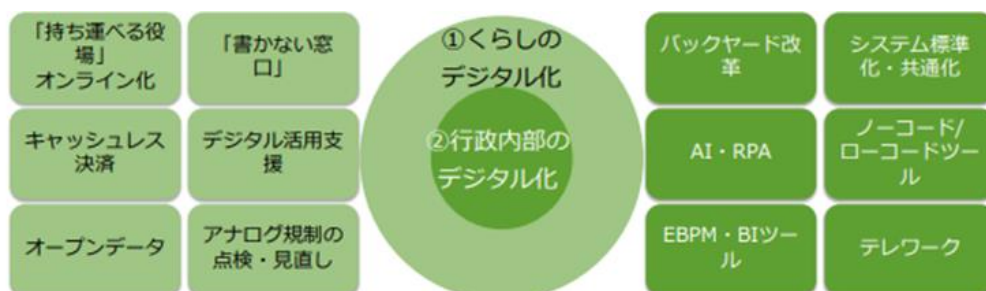 「持ち運べる役
場」
オンライン化
「書かない窓
口」
キャッシュレス
決済
デジタル活用支
援
オープンデータ
アナログ規制の
点検・見直し
①くらしの
デジタル化
②行政内部の
デジタル化
バックヤード改
革
システム標準
化・共通化
AI・RPA
ノーコード/
ローコードツー
ル
EBPM・BIツー
ル
テレワーク